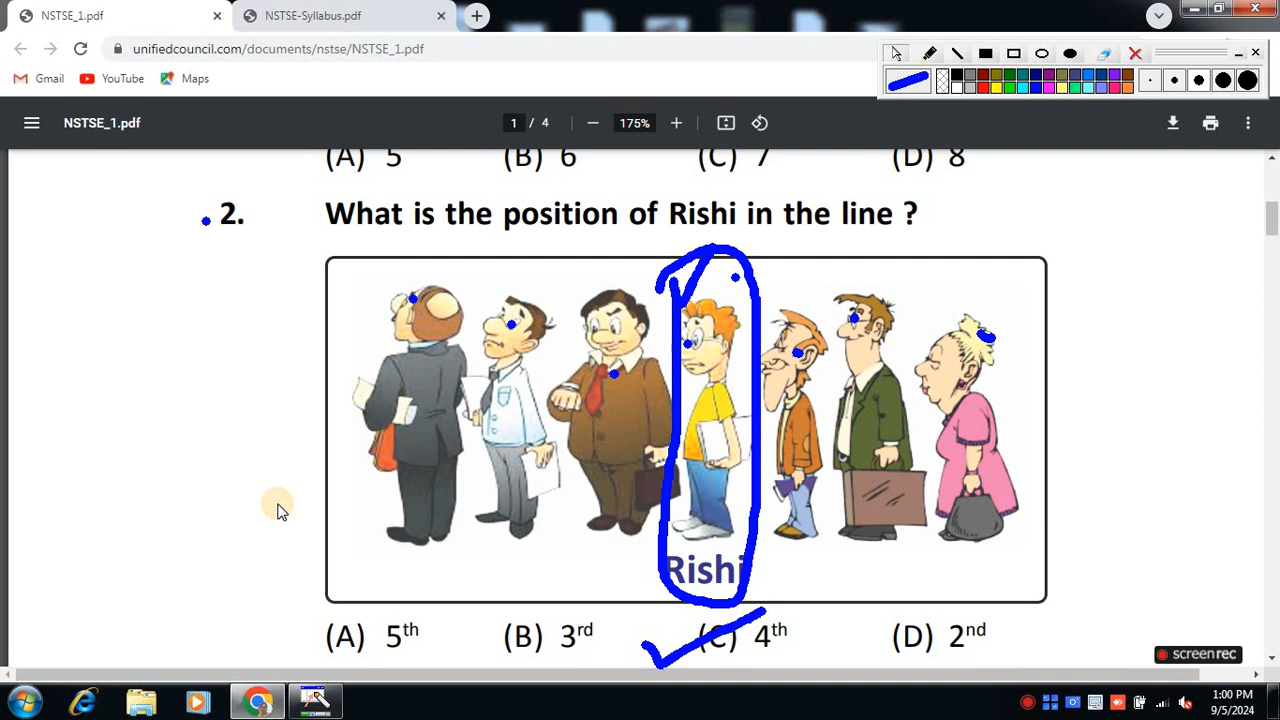 NSTSE_1.pdf
NSTSE-Syllabus.pdf
unifiedcouncil.com/documents/nstse/NSTSE_1.pdf
Gmail
YouTube
Maps
NSTSE_1.pdf
1 / 4
175%
(A) 5 (B) 6 (C) 7 (D) 8
2. What is the position of Rishi in the line ?
Rishi
(A) 5th (B) 3rd (C) 4th (D) 2nd
screenrec
1:00 PM
9/5/2024